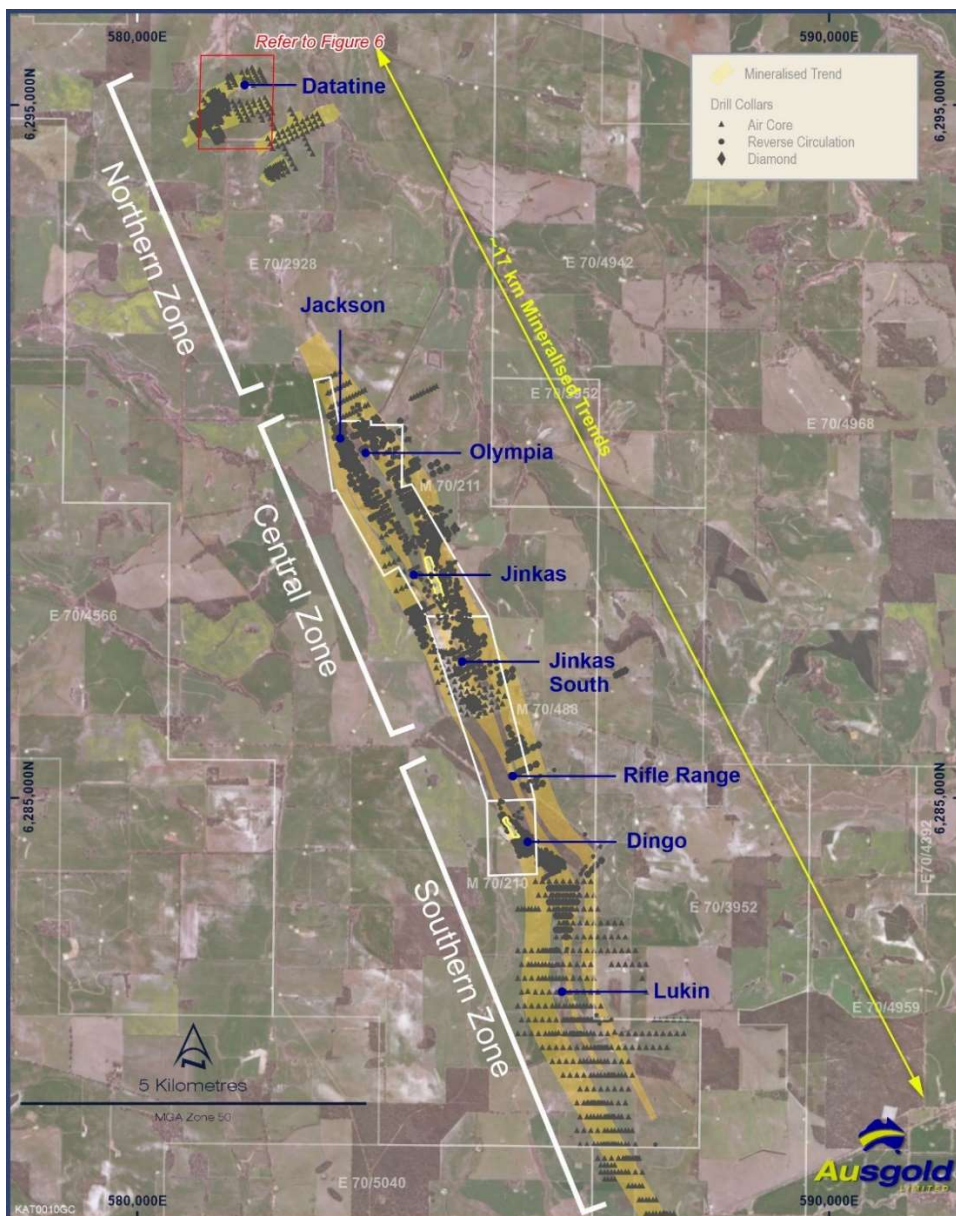 580,000E
590,000E
Refer to Figure 6
Datatine
Mineralised Trend
Drill Collars
Air Core
Reverse Circulation
Diamond
6,295,000N
6,295,000N
Northern Zone
E 70/2928
E 70/4942
~17 km Mineralised Trends
Jackson
E 70/3952
E 70/4968
Olympia
M 70/211
Central Zone
Jinkas
E 70/4566
Jinkas
South
M 70/488
Rifle Range
6,285,000N
6,285,000N
Dingo
E 70/4392
M 70/210
E 70/3952
Southern Zone
Lukin
E 70/4959
5 Kilometres
MGA Zone 50
Ausgold
LIMITED
E 70/5040
KAT0010GC
580,000E
590,000E